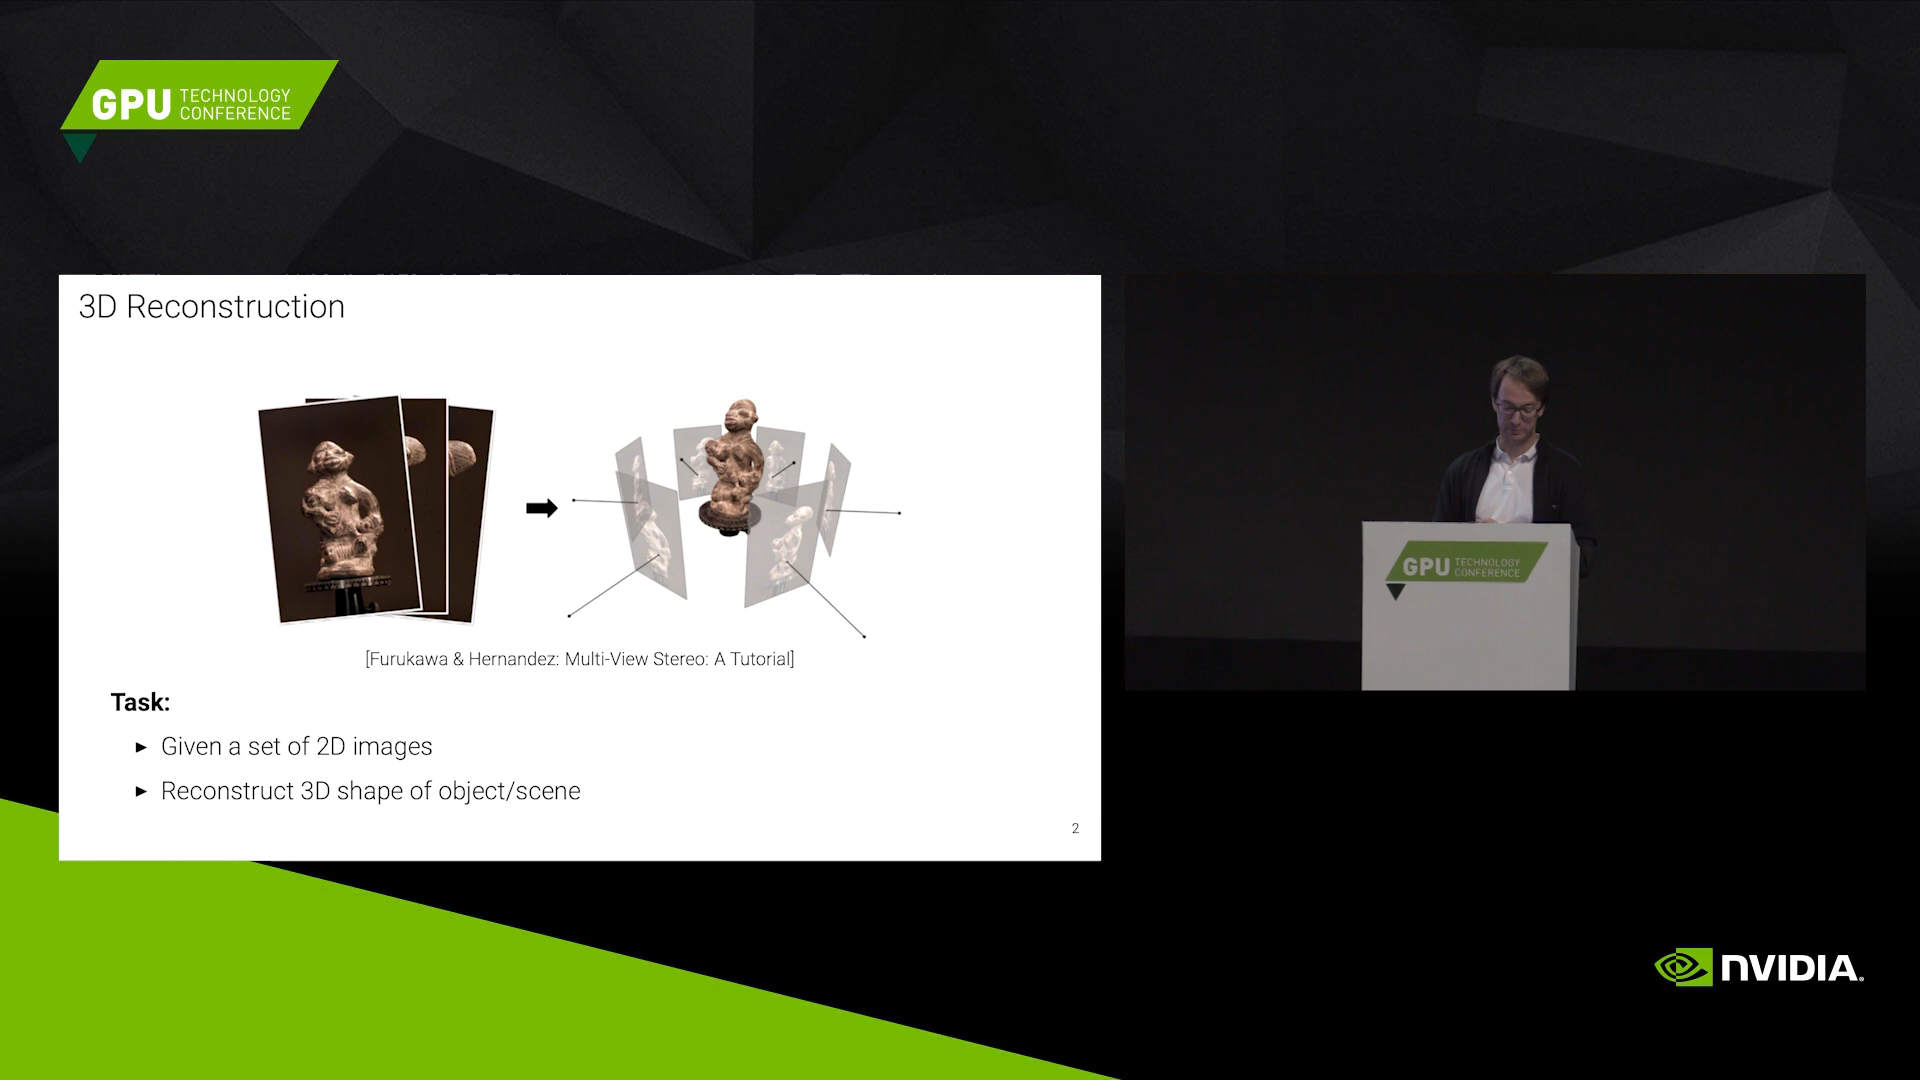 GPU TECHNOLOGY
CONFERENCE
3D Reconstruction
[Furukawa & Hernandez: Multi-View Stereo: A Tutorial]
Task:
► Given a set of 2D images
► Reconstruct 3D shape of object/scene
2
GPU TECHNOLOGY
CONFERENCE
NVIDIA.